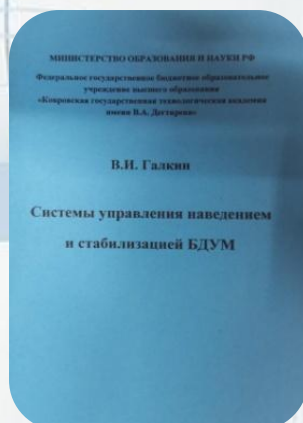 МИНИСТЕРСТВО ОБРАЗОВАНИЯ И НАУКИ РФ
Федеральное государственное бюджетное образовательное
учреждение высшего образования
«Ковровская государственная технологическая академия
имени В.А. Дегтярева»
В.И. Галкин
Системы управления наведением
и стабилизацией БДУМ